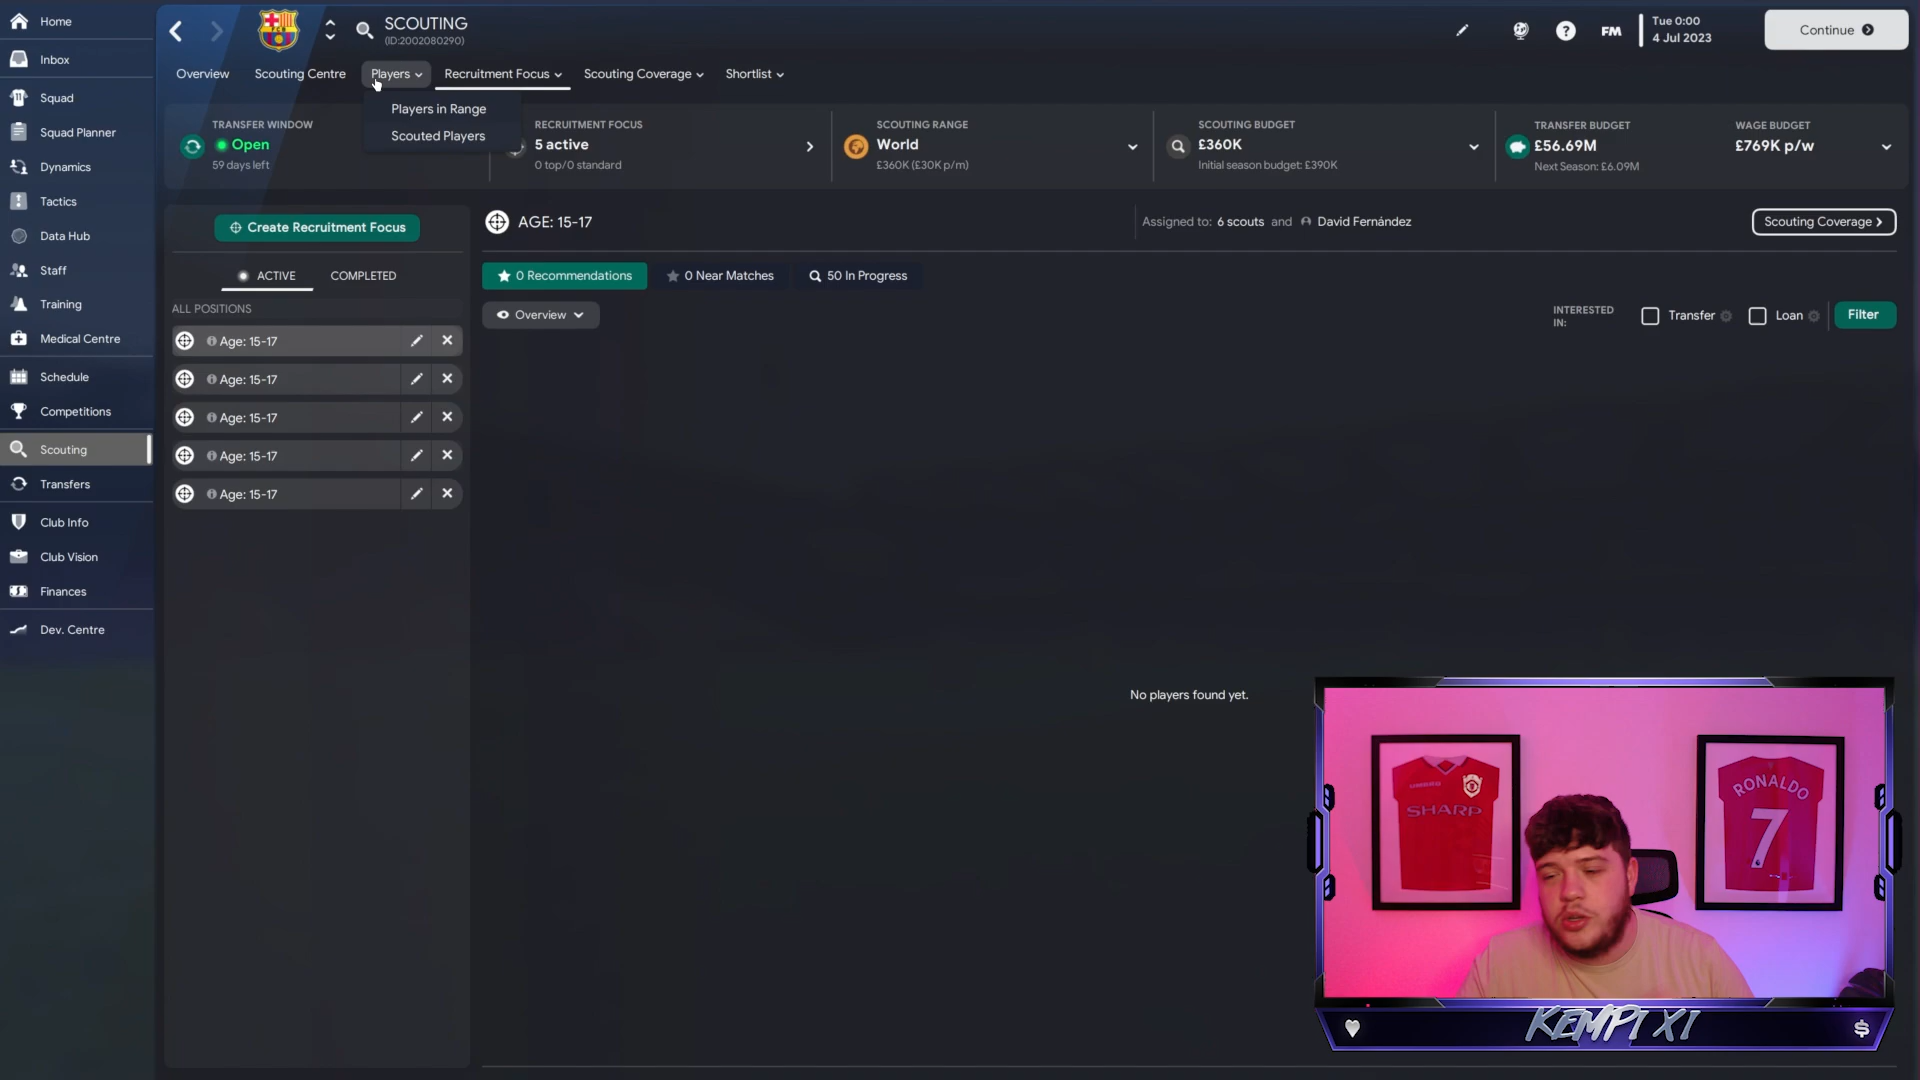 Home
Inbox
Squad
Squad Planner
Dynamics
Tactics
Data Hub
Staff
Training
Medical Centre
Schedule
Competitions
Scouting
Transfers
Club Info
Club Vision
Finances
Dev. Centre
SCOUTING
(ID:2002080290)
FM
Tue 0:00
4 Jul 2023
Continue
Overview
Scouting Centre
Players
Recruitment Focus
Scouting Coverage
Shortlist
Players in Range
Scouted Players
TRANSFER WINDOW
Open
59 days left
RECRUITMENT FOCUS
5 active
0 top/0 standard
SCOUTING RANGE
World
£360K (£30K p/m)
SCOUTING BUDGET
£360K
Initial season budget: £390K
TRANSFER BUDGET
£56.69M
Next Season: £6.09M
WAGE BUDGET
£769K p/w
Create Recruitment Focus
ACTIVE
COMPLETED
ALL POSITIONS
Age: 15-17
Age: 15-17
Age: 15-17
Age: 15-17
Age: 15-17
AGE: 15-17
Assigned to: 6 scouts and David Fernández
Scouting Coverage
0 Recommendations
0 Near Matches
50 In Progress
Overview
INTERESTED
IN:
Transfer
Loan
Filter
No players found yet.
SHARP
RONALDO
7
KEMPI XI